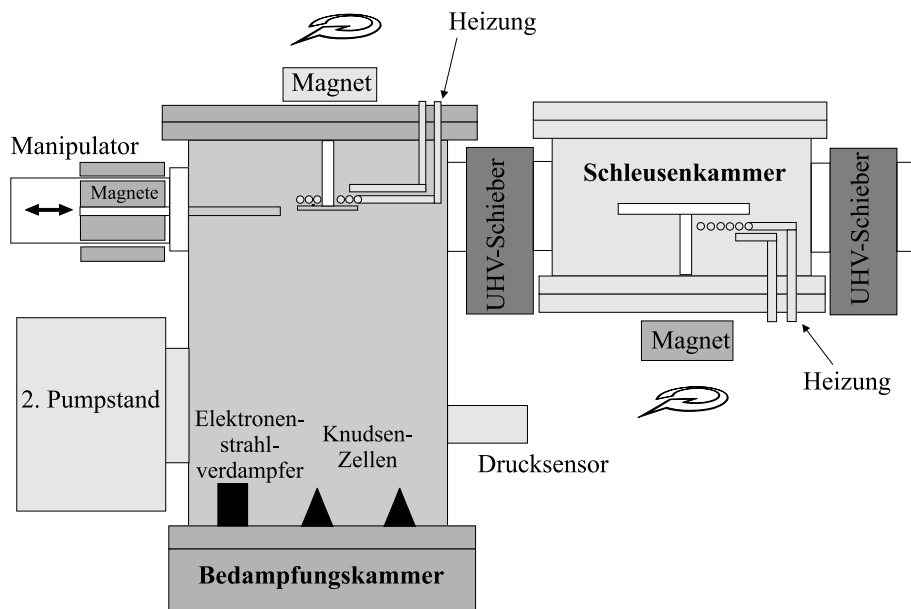 Heizung
Magnet
Manipulator
Magnete
UHV-Schieber
Schleusenkammer
UHV-Schieber
Magnet
Heizung
2. Pumpstand
Elektronen-
strahl-
verdampfer
Knudsen-
Zellen
Drucksensor
Bedampfungskammer